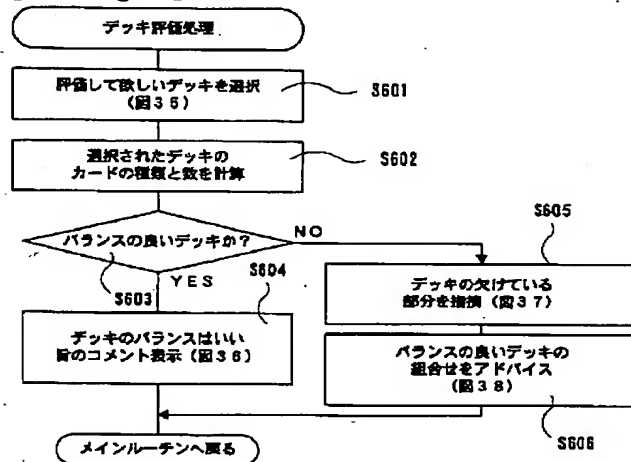 デッキ評価処理
評価して欲しいデッキを選択
(図35)
S601
選択されたデッキの
カードの種類と数を計算
S602
バランスの良いデッキか?
NO
YES
S603
S604
デッキのバランスはいい
旨のコメント表示(図36)
S605
デッキの欠けている
部分を指摘(図37)
バランスの良いデッキの
組合せをアドバイス
(図38)
S606
メインルーチンへ戻る